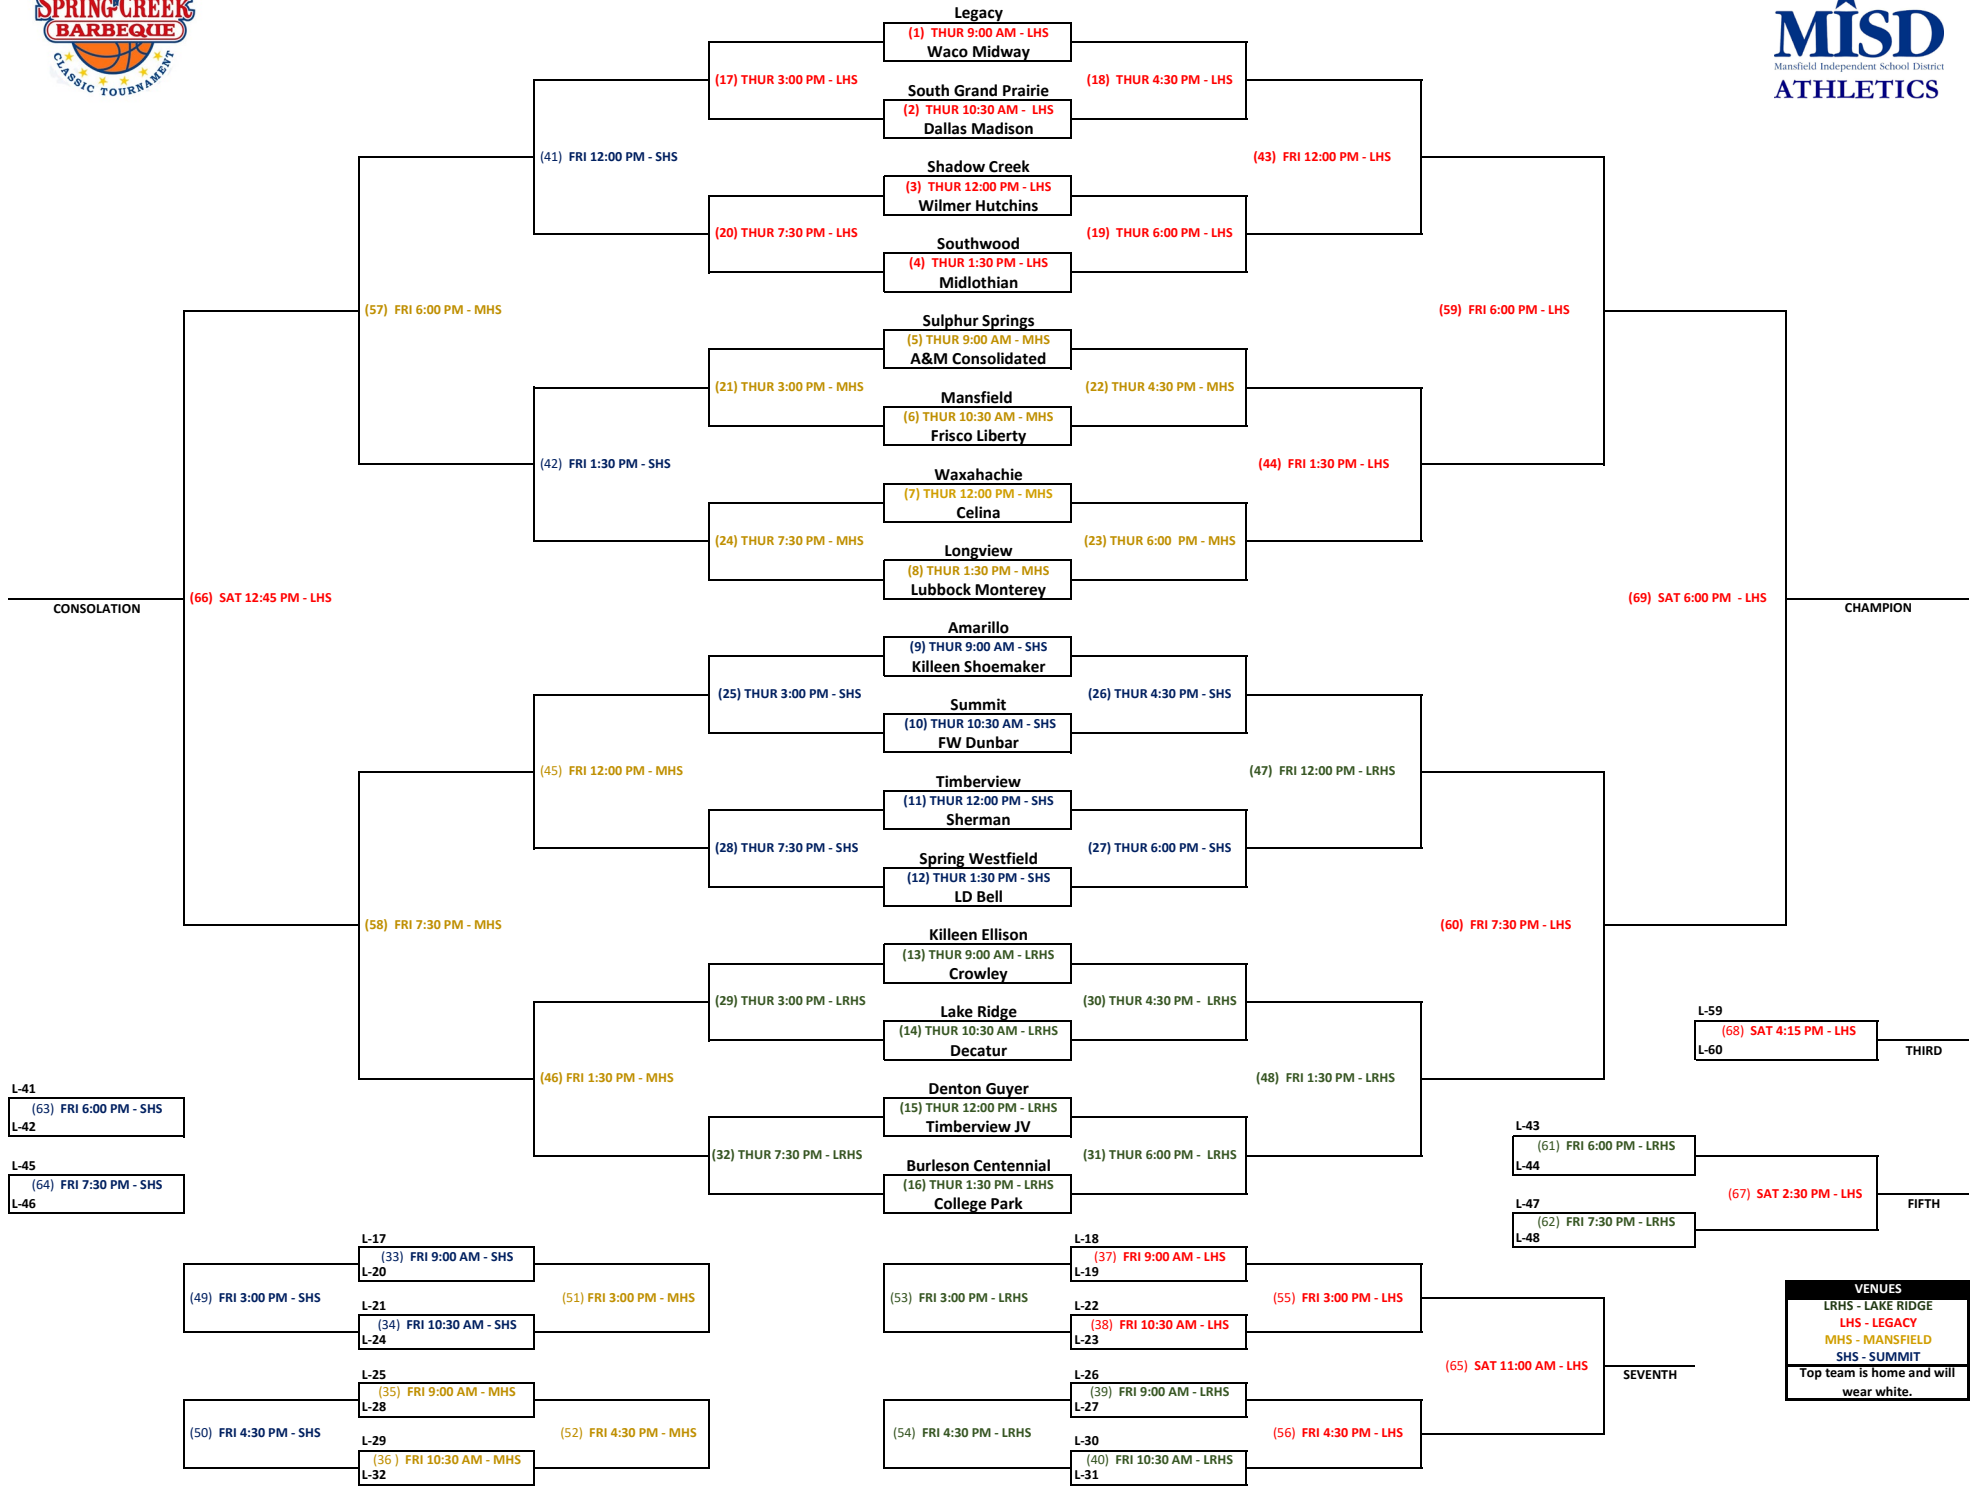 SPRING CREEK
BARBEQUE
CLASSIC TOURNAMENT
MISD
Mansfield Independent School District
ATHLETICS
Legacy
(1) THUR 9:00 AM - LHS
Waco Midway
(17) THUR 3:00 PM - LHS
(18) THUR 4:30 PM - LHS
South Grand Prairie
(2) THUR 10:30 AM - LHS
Dallas Madison
(41) FRI 12:00 PM - SHS
(43) FRI 12:00 PM - LHS
Shadow Creek
(3) THUR 12:00 PM - LHS
Wilmer Hutchins
(20) THUR 7:30 PM - LHS
(19) THUR 6:00 PM - LHS
Southwood
(4) THUR 1:30 PM - LHS
Midlothian
(57) FRI 6:00 PM - MHS
(59) FRI 6:00 PM - LHS
Sulphur Springs
(5) THUR 9:00 AM - MHS
A&M Consolidated
(21) THUR 3:00 PM - MHS
(22) THUR 4:30 PM - MHS
Mansfield
(6) THUR 10:30 AM - MHS
Frisco Liberty
(42) FRI 1:30 PM - SHS
(44) FRI 1:30 PM - LHS
Waxahachie
(7) THUR 12:00 PM - MHS
Celina
(24) THUR 7:30 PM - MHS
(23) THUR 6:00 PM - MHS
Longview
(8) THUR 1:30 PM - MHS
Lubbock Monterey
CONSOLATION
(66) SAT 12:45 PM - LHS
(69) SAT 6:00 PM - LHS
CHAMPION
Amarillo
(9) THUR 9:00 AM - SHS
Killeen Shoemaker
(25) THUR 3:00 PM - SHS
(26) THUR 4:30 PM - SHS
Summit
(10) THUR 10:30 AM - SHS
FW Dunbar
(45) FRI 12:00 PM - MHS
(47) FRI 12:00 PM - LRHS
Timberview
(11) THUR 12:00 PM - SHS
Sherman
(28) THUR 7:30 PM - SHS
(27) THUR 6:00 PM - SHS
Spring Westfield
(12) THUR 1:30 PM - SHS
LD Bell
(58) FRI 7:30 PM - MHS
(60) FRI 7:30 PM - LHS
Killeen Ellison
(13) THUR 9:00 AM - LRHS
Crowley
(29) THUR 3:00 PM - LRHS
(30) THUR 4:30 PM - LRHS
Lake Ridge
(14) THUR 10:30 AM - LRHS
Decatur
L-59
(68) SAT 4:15 PM - LHS
L-60
THIRD
(46) FRI 1:30 PM - MHS
(48) FRI 1:30 PM - LRHS
Denton Guyer
(15) THUR 12:00 PM - LRHS
Timberview JV
L-41
(63) FRI 6:00 PM - SHS
L-42
(32) THUR 7:30 PM - LRHS
(31) THUR 6:00 PM - LRHS
Burleson Centennial
(16) THUR 1:30 PM - LRHS
College Park
L-45
(64) FRI 7:30 PM - SHS
L-46
L-43
(61) FRI 6:00 PM - LRHS
L-44
(67) SAT 2:30 PM - LHS
FIFTH
L-47
(62) FRI 7:30 PM - LRHS
L-48
L-17
(33) FRI 9:00 AM - SHS
L-20
(49) FRI 3:00 PM - SHS
(51) FRI 3:00 PM - MHS
L-21
(34) FRI 10:30 AM - SHS
L-24
L-25
(35) FRI 9:00 AM - MHS
L-28
(50) FRI 4:30 PM - SHS
(52) FRI 4:30 PM - MHS
L-29
(36 ) FRI 10:30 AM - MHS
L-32
L-18
(37) FRI 9:00 AM - LHS
L-19
(53) FRI 3:00 PM - LRHS
(55) FRI 3:00 PM - LHS
L-22
(38) FRI 10:30 AM - LHS
L-23
(65) SAT 11:00 AM - LHS
SEVENTH
L-26
(39) FRI 9:00 AM - LRHS
L-27
(54) FRI 4:30 PM - LRHS
(56) FRI 4:30 PM - LHS
L-30
(40) FRI 10:30 AM - LRHS
L-31
VENUES
LRHS - LAKE RIDGE
LHS - LEGACY
MHS - MANSFIELD
SHS - SUMMIT
Top team is home and will
wear white.